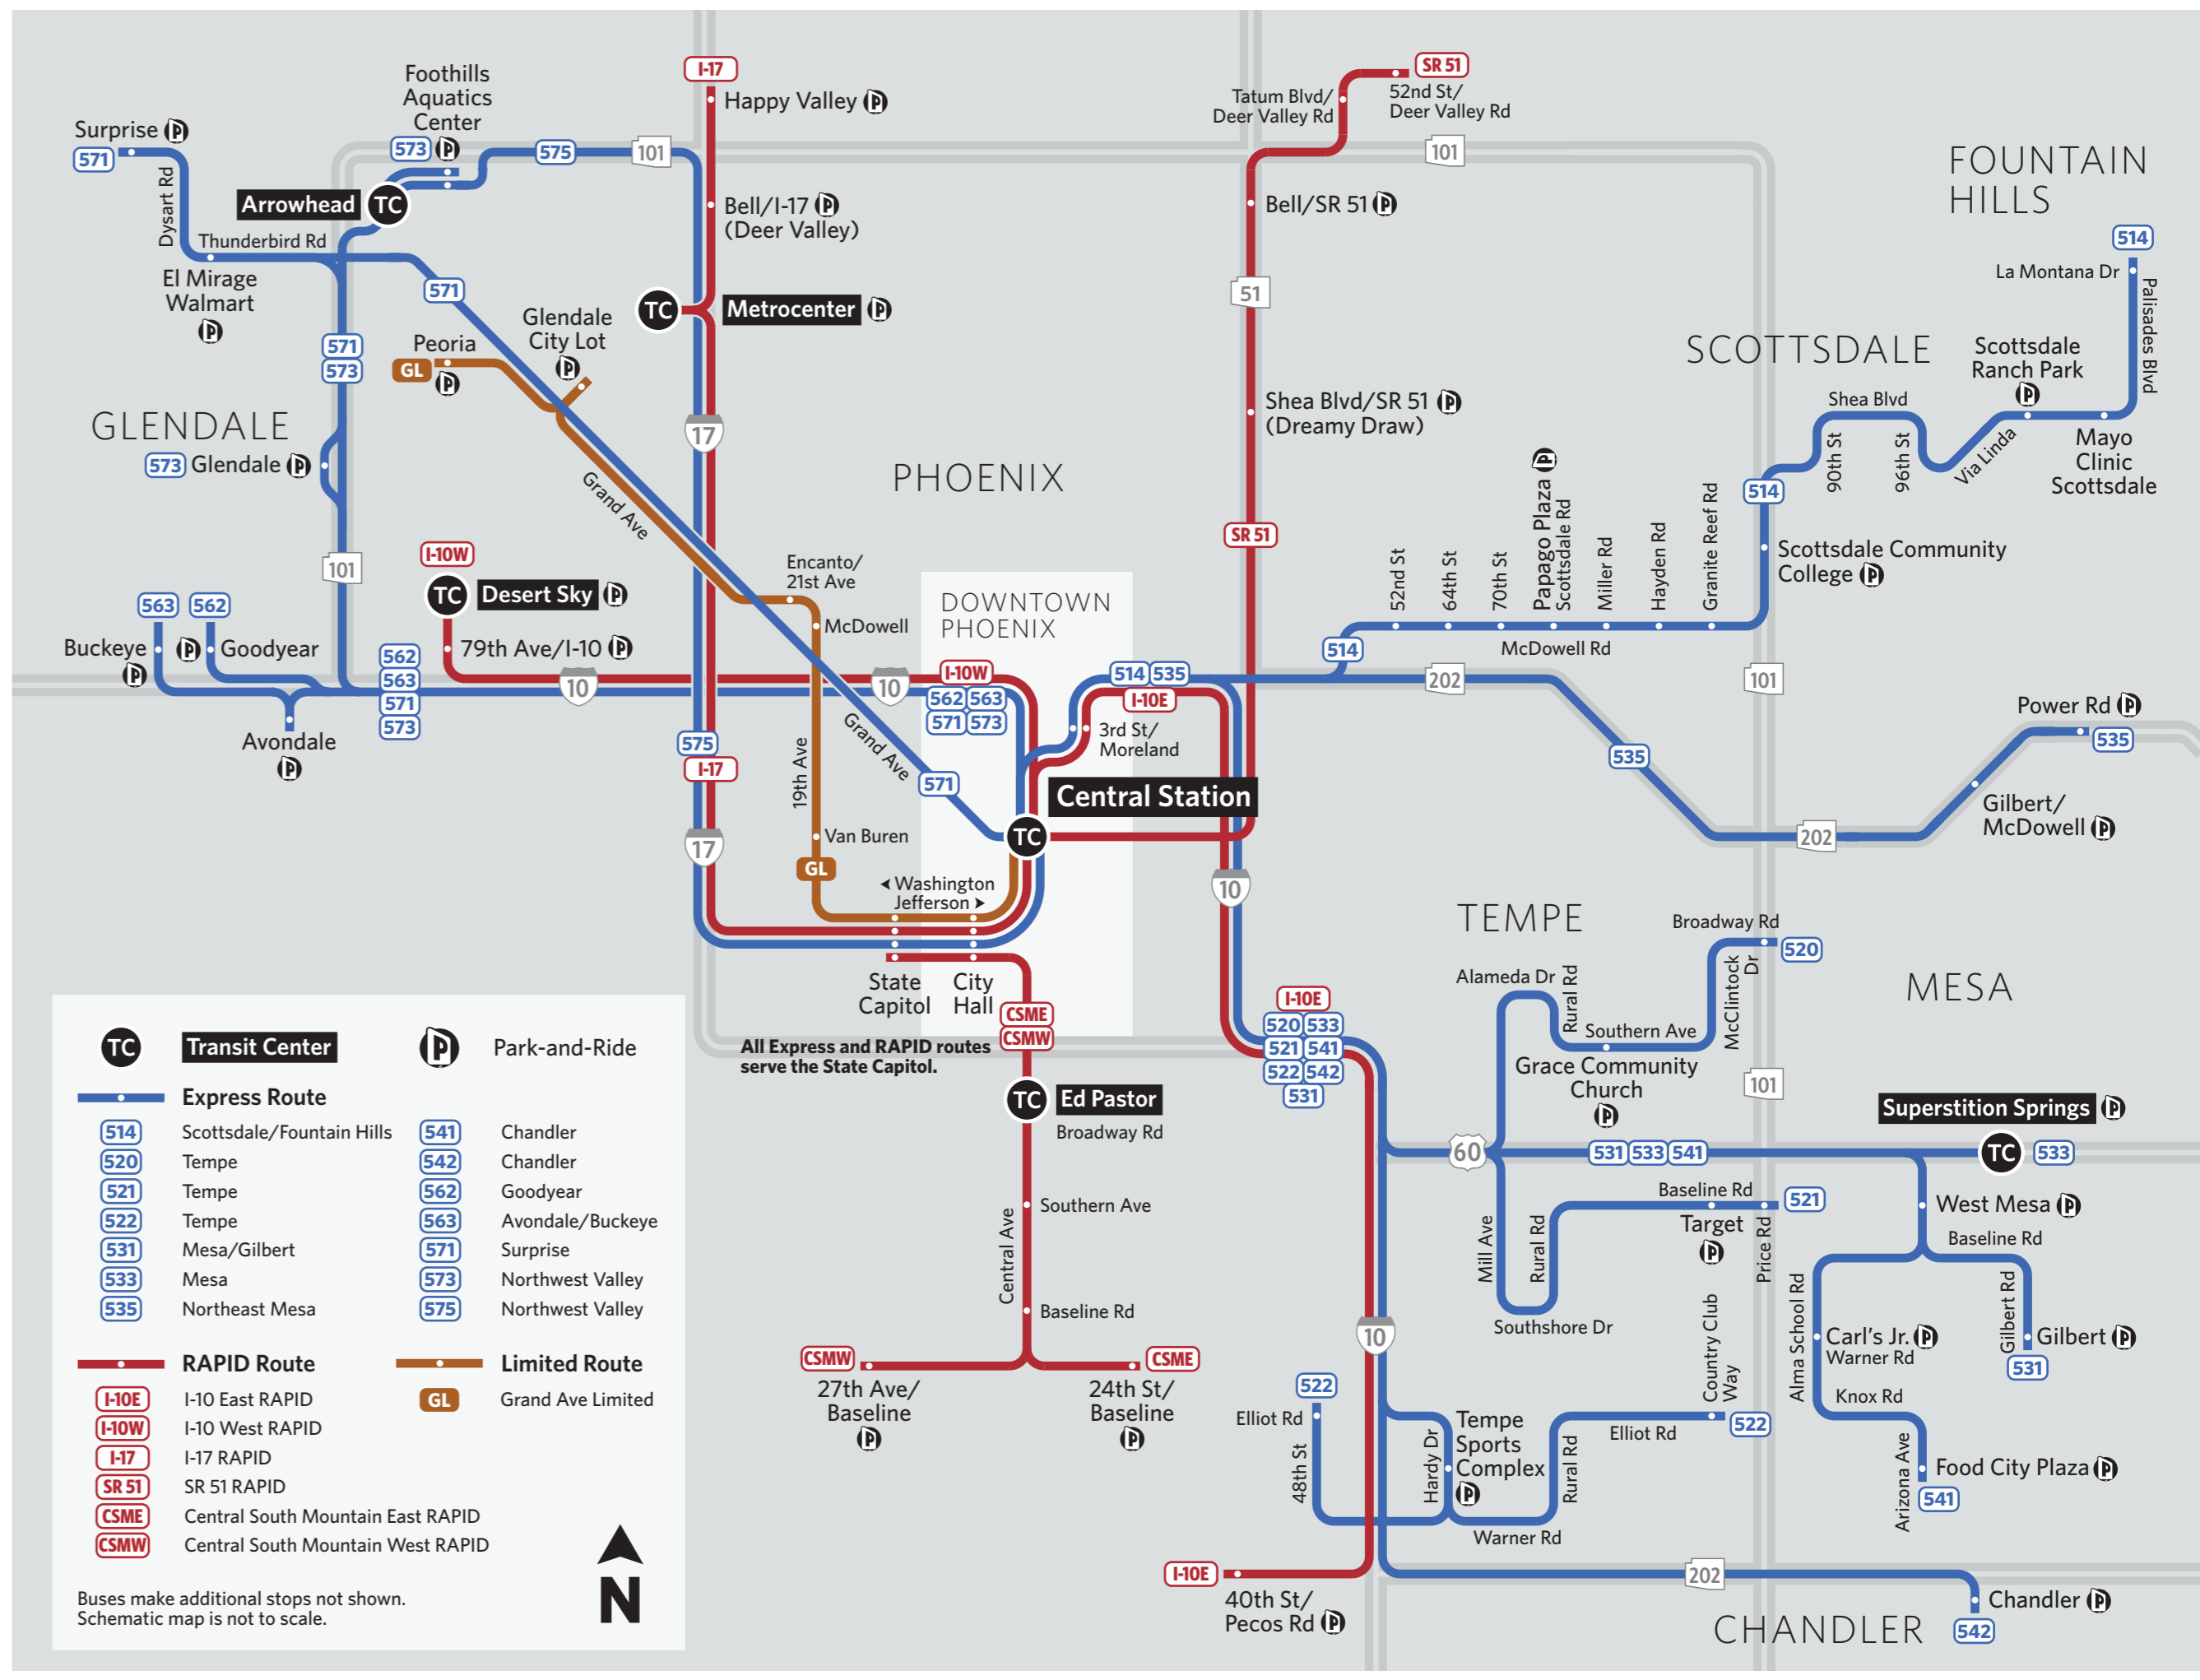 Foothills
Aquatics
Center
573
575
101
Surprise
571
Dysart Rd
Arrowhead
TC
Thunderbird Rd
El Mirage
Walmart
571
I-17
Happy Valley
Bell/I-17
(Deer Valley)
TC
Metrocenter
SR 51
52nd St/
Deer Valley Rd
Tatum Blvd/
Deer Valley Rd
101
Bell/SR 51
51
Shea Blvd/SR 51
(Dreamy Draw)
SR 51
FOUNTAIN
HILLS
514
La Montana Dr
Palisades Blvd
SCOTTSDALE
Scottsdale
Ranch Park
Shea Blvd
90th St
96th St
Via Linda
Mayo
Clinic
Scottsdale
514
Scottsdale Community
College
Glendale
City Lot
Peoria
GL
571
573
GLENDALE
573
Glendale
101
17
Grand Ave
PHOENIX
I-10W
TC
Desert Sky
79th Ave/I-10
563
562
Buckeye
Goodyear
Avondale
562
563
571
573
10
Encanto/
21st Ave
McDowell
DOWNTOWN
PHOENIX
10
I-10W
562
563
571
573
514
535
I-10E
3rd St/
Moreland
514
52nd St
64th St
70th St
Papago Plaza
Scottsdale Rd
Miller Rd
Hayden Rd
Granite Reef Rd
McDowell Rd
202
101
535
Power Rd
535
Gilbert/
McDowell
202
575
I-17
17
19th Ave
Grand Ave
571
Central Station
TC
Van Buren
GL
Washington
Jefferson
State
Capitol
City
Hall
CSME
CSMW
All Express and RAPID routes
serve the State Capitol.
TC
Ed Pastor
Broadway Rd
Central Ave
Southern Ave
Baseline Rd
CSMW
27th Ave/
Baseline
CSME
24th St/
Baseline
10
I-10E
520
533
521
541
522
542
531
TEMPE
Broadway Rd
520
Alameda Dr
Rural Rd
Southern Ave
McClintock
Dr
Grace Community
Church
101
MESA
Superstition Springs
TC
533
60
531
533
541
Baseline Rd
521
Target
Price Rd
Mill Ave
Rural Rd
Southshore Dr
West Mesa
Baseline Rd
Alma School Rd
Carl's Jr.
Warner Rd
Gilbert Rd
Gilbert
531
Knox Rd
Arizona Ave
Food City Plaza
541
10
522
Elliot Rd
48th St
Hardy Dr
Tempe
Sports
Complex
Rural Rd
Elliot Rd
Country Club
Way
522
Warner Rd
I-10E
40th St/
Pecos Rd
202
Chandler
542
CHANDLER
TC
Transit Center
Park-and-Ride
Express Route
514
Scottsdale/Fountain Hills
520
Tempe
521
Tempe
522
Tempe
531
Mesa/Gilbert
533
Mesa
535
Northeast Mesa
541
Chandler
542
Chandler
562
Goodyear
563
Avondale/Buckeye
571
Surprise
573
Northwest Valley
575
Northwest Valley
RAPID Route
I-10E
I-10 East RAPID
I-10W
I-10 West RAPID
I-17
I-17 RAPID
SR 51
SR 51 RAPID
CSME
Central South Mountain East RAPID
CSMW
Central South Mountain West RAPID
Limited Route
GL
Grand Ave Limited
N
Buses make additional stops not shown.
Schematic map is not to scale.